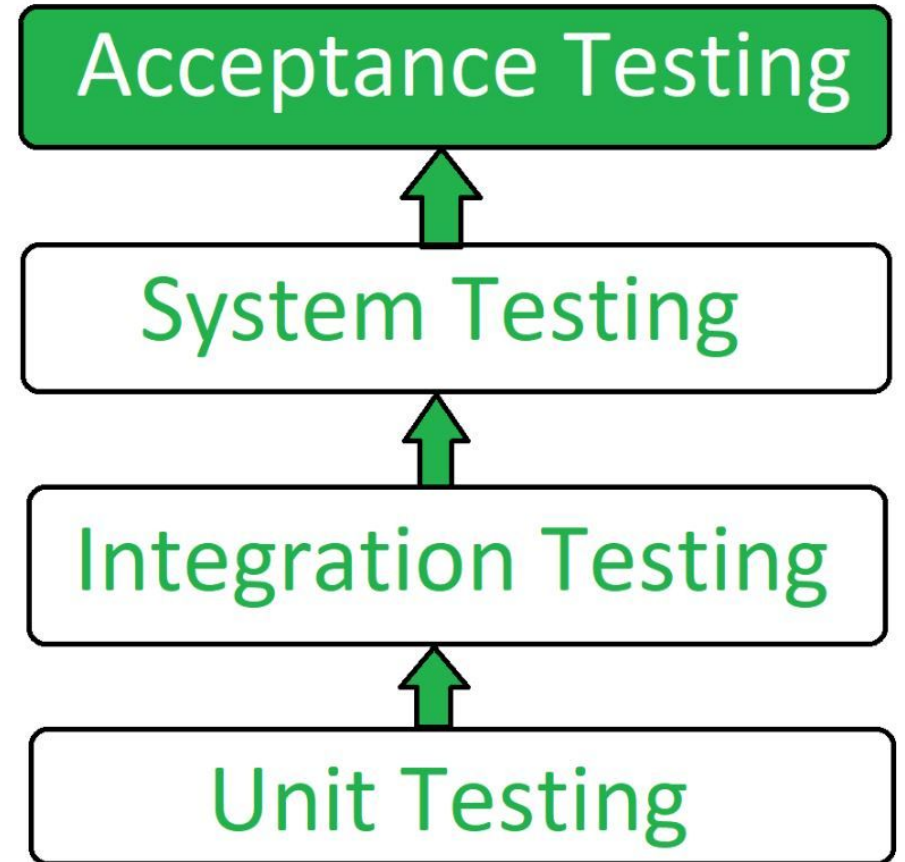 Acceptance Testing
System Testing
Integration Testing
Unit Testing